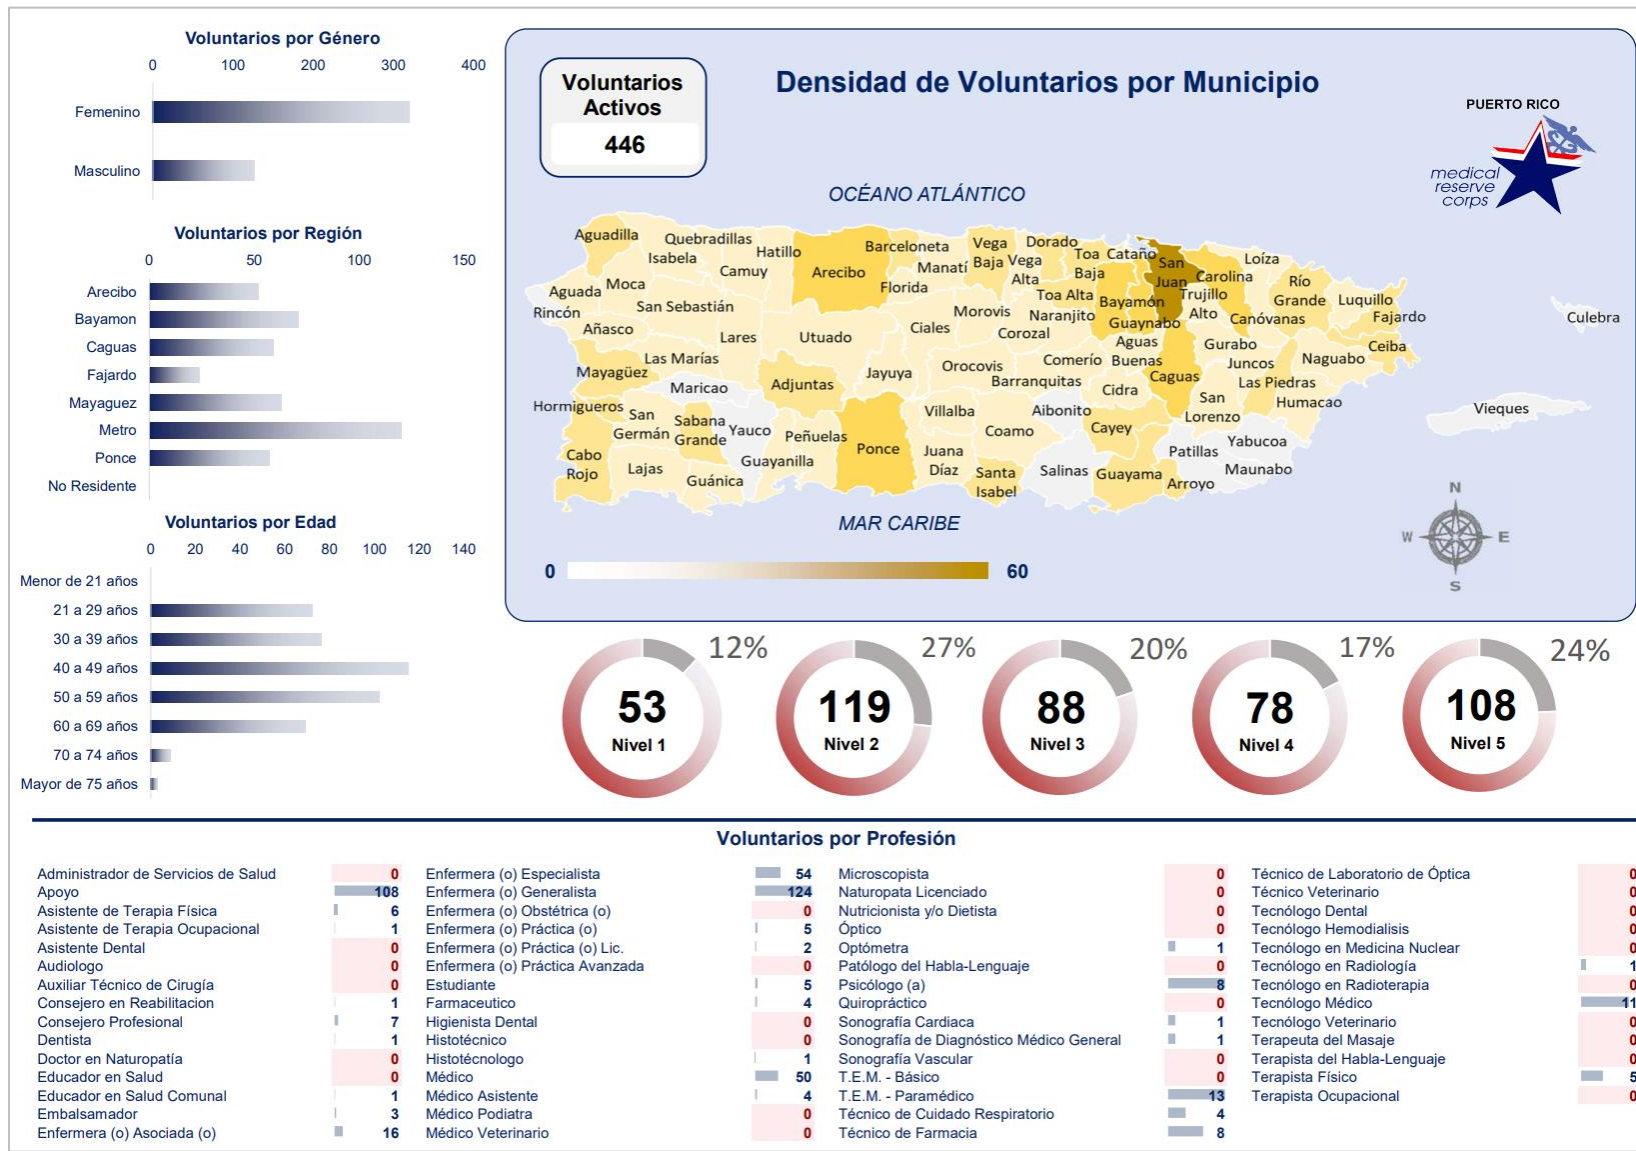 Voluntarios por Género
0 100 200 300 400
Femenino
Masculino
Voluntarios por Región
0 50 100 150
Arecibo
Bayamon
Caguas
Fajardo
Mayaguez
Metro
Ponce
No Residente
Voluntarios por Edad
0 20 40 60 80 100 120 140
Menor de 21 años
21 a 29 años
30 a 39 años
40 a 49 años
50 a 59 años
60 a 69 años
70 a 74 años
Mayor de 75 años
Voluntarios
Activos
446
Densidad de Voluntarios por Municipio
PUERTO RICO
medical
reserve
corps
OCÉANO ATLÁNTICO
Aguadilla
Quebradillas
Isabela
Hatillo
Camuy
Arecibo
Barceloneta
Manatí
Florida
Vega
Baja
Vega
Alta
Dorado
Toa
Baja
Cataño
San
Juan
Carolina
Loíza
Aguada
Moca
Rincón
San Sebastián
Añasco
Lares
Utuado
Ciales
Morovis
Corozal
Toa Alta
Naranjito
Bayamón
Guaynabo
Trujillo
Alto
Canóvanas
Río
Grande
Luquillo
Fajardo
Ceiba
Culebra
Las Marías
Mayagüez
Maricao
Adjuntas
Jayuya
Orocovis
Barranquitas
Comerío
Aguas
Buenas
Cidra
Caguas
Gurabo
Juncos
Las Piedras
Naguabo
Humacao
San
Lorenzo
Vieques
Hormigueros
San
Germán
Sabana
Grande
Yauco
Peñuelas
Guayanilla
Ponce
Villalba
Coamo
Aibonito
Cayey
Patillas
Yabucoa
Maunabo
Cabo
Rojo
Lajas
Guánica
Juana
Díaz
Santa
Isabel
Salinas
Guayama
Arroyo
MAR CARIBE
0 60
N
W E
S
53
Nivel 1
12%
119
Nivel 2
27%
88
Nivel 3
20%
78
Nivel 4
17%
108
Nivel 5
24%
Voluntarios por Profesión
Administrador de Servicios de Salud 0
Apoyo 108
Asistente de Terapia Física 6
Asistente de Terapia Ocupacional 1
Asistente Dental 0
Audiologo 0
Auxiliar Técnico de Cirugía 0
Consejero en Reabilitacion 1
Consejero Profesional 7
Dentista 1
Doctor en Naturopatía 0
Educador en Salud 0
Educador en Salud Comunal 1
Embalsamador 3
Enfermera (o) Asociada (o) 16
Enfermera (o) Especialista 54
Enfermera (o) Generalista 124
Enfermera (o) Obstétrica (o) 0
Enfermera (o) Práctica (o) 5
Enfermera (o) Práctica (o) Lic. 2
Enfermera (o) Práctica Avanzada 0
Estudiante 5
Farmaceutico 4
Higienista Dental 0
Histotécnico 0
Histotécnologo 1
Médico 50
Médico Asistente 4
Médico Podiatra 0
Médico Veterinario 0
Microscopista 0
Naturopata Licenciado 0
Nutricionista y/o Dietista 0
Óptico 0
Optómetra 1
Patólogo del Habla-Lenguaje 0
Psicólogo (a) 8
Quiropráctico 0
Sonografía Cardiaca 1
Sonografía de Diagnóstico Médico General 1
Sonografía Vascular 0
T.E.M. - Básico 0
T.E.M. - Paramédico 13
Técnico de Cuidado Respiratorio 4
Técnico de Farmacia 8
Técnico de Laboratorio de Óptica 0
Técnico Veterinario 0
Tecnólogo Dental 0
Tecnólogo Hemodialisis 0
Tecnólogo en Medicina Nuclear 0
Tecnólogo en Radiología 1
Tecnólogo en Radioterapia 0
Tecnólogo Médico 11
Tecnólogo Veterinario 0
Terapeuta del Masaje 0
Terapista del Habla-Lenguaje 0
Terapista Físico 5
Terapista Ocupacional 0